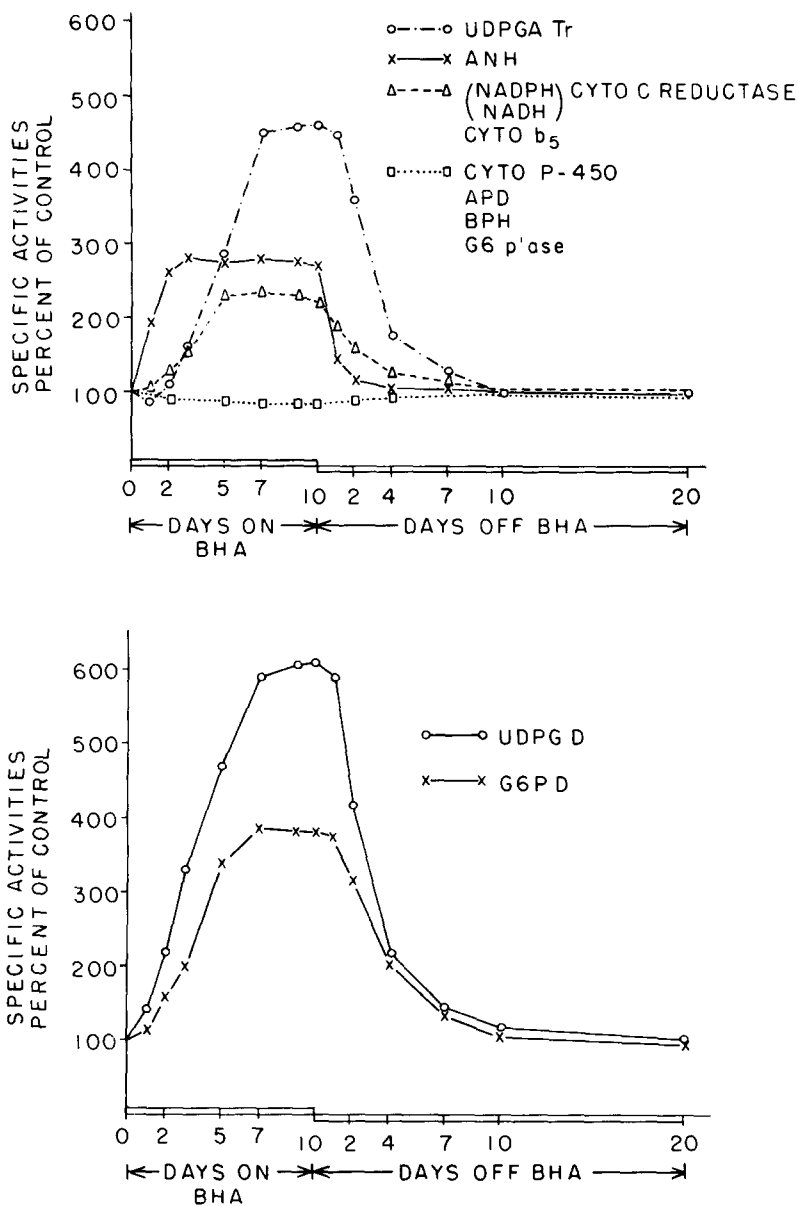 600
500
400
300
200
100
SPECIFIC ACTIVITIES
PERCENT OF CONTROL
UDPGA Tr
ANH
(NADPH) CYTO C REDUCTASE
(NADH)
CYTO b5
CYTO P-450
APD
BPH
G6 p'ase
0 2 5 7 10 2 4 7 10 20
DAYS ON
BHA
DAYS OFF BHA
600
500
400
300
200
100
SPECIFIC ACTIVITIES
PERCENT OF CONTROL
UDPG D
G6PD
0 2 5 7 10 2 4 7 10 20
DAYS ON
BHA
DAYS OFF BHA